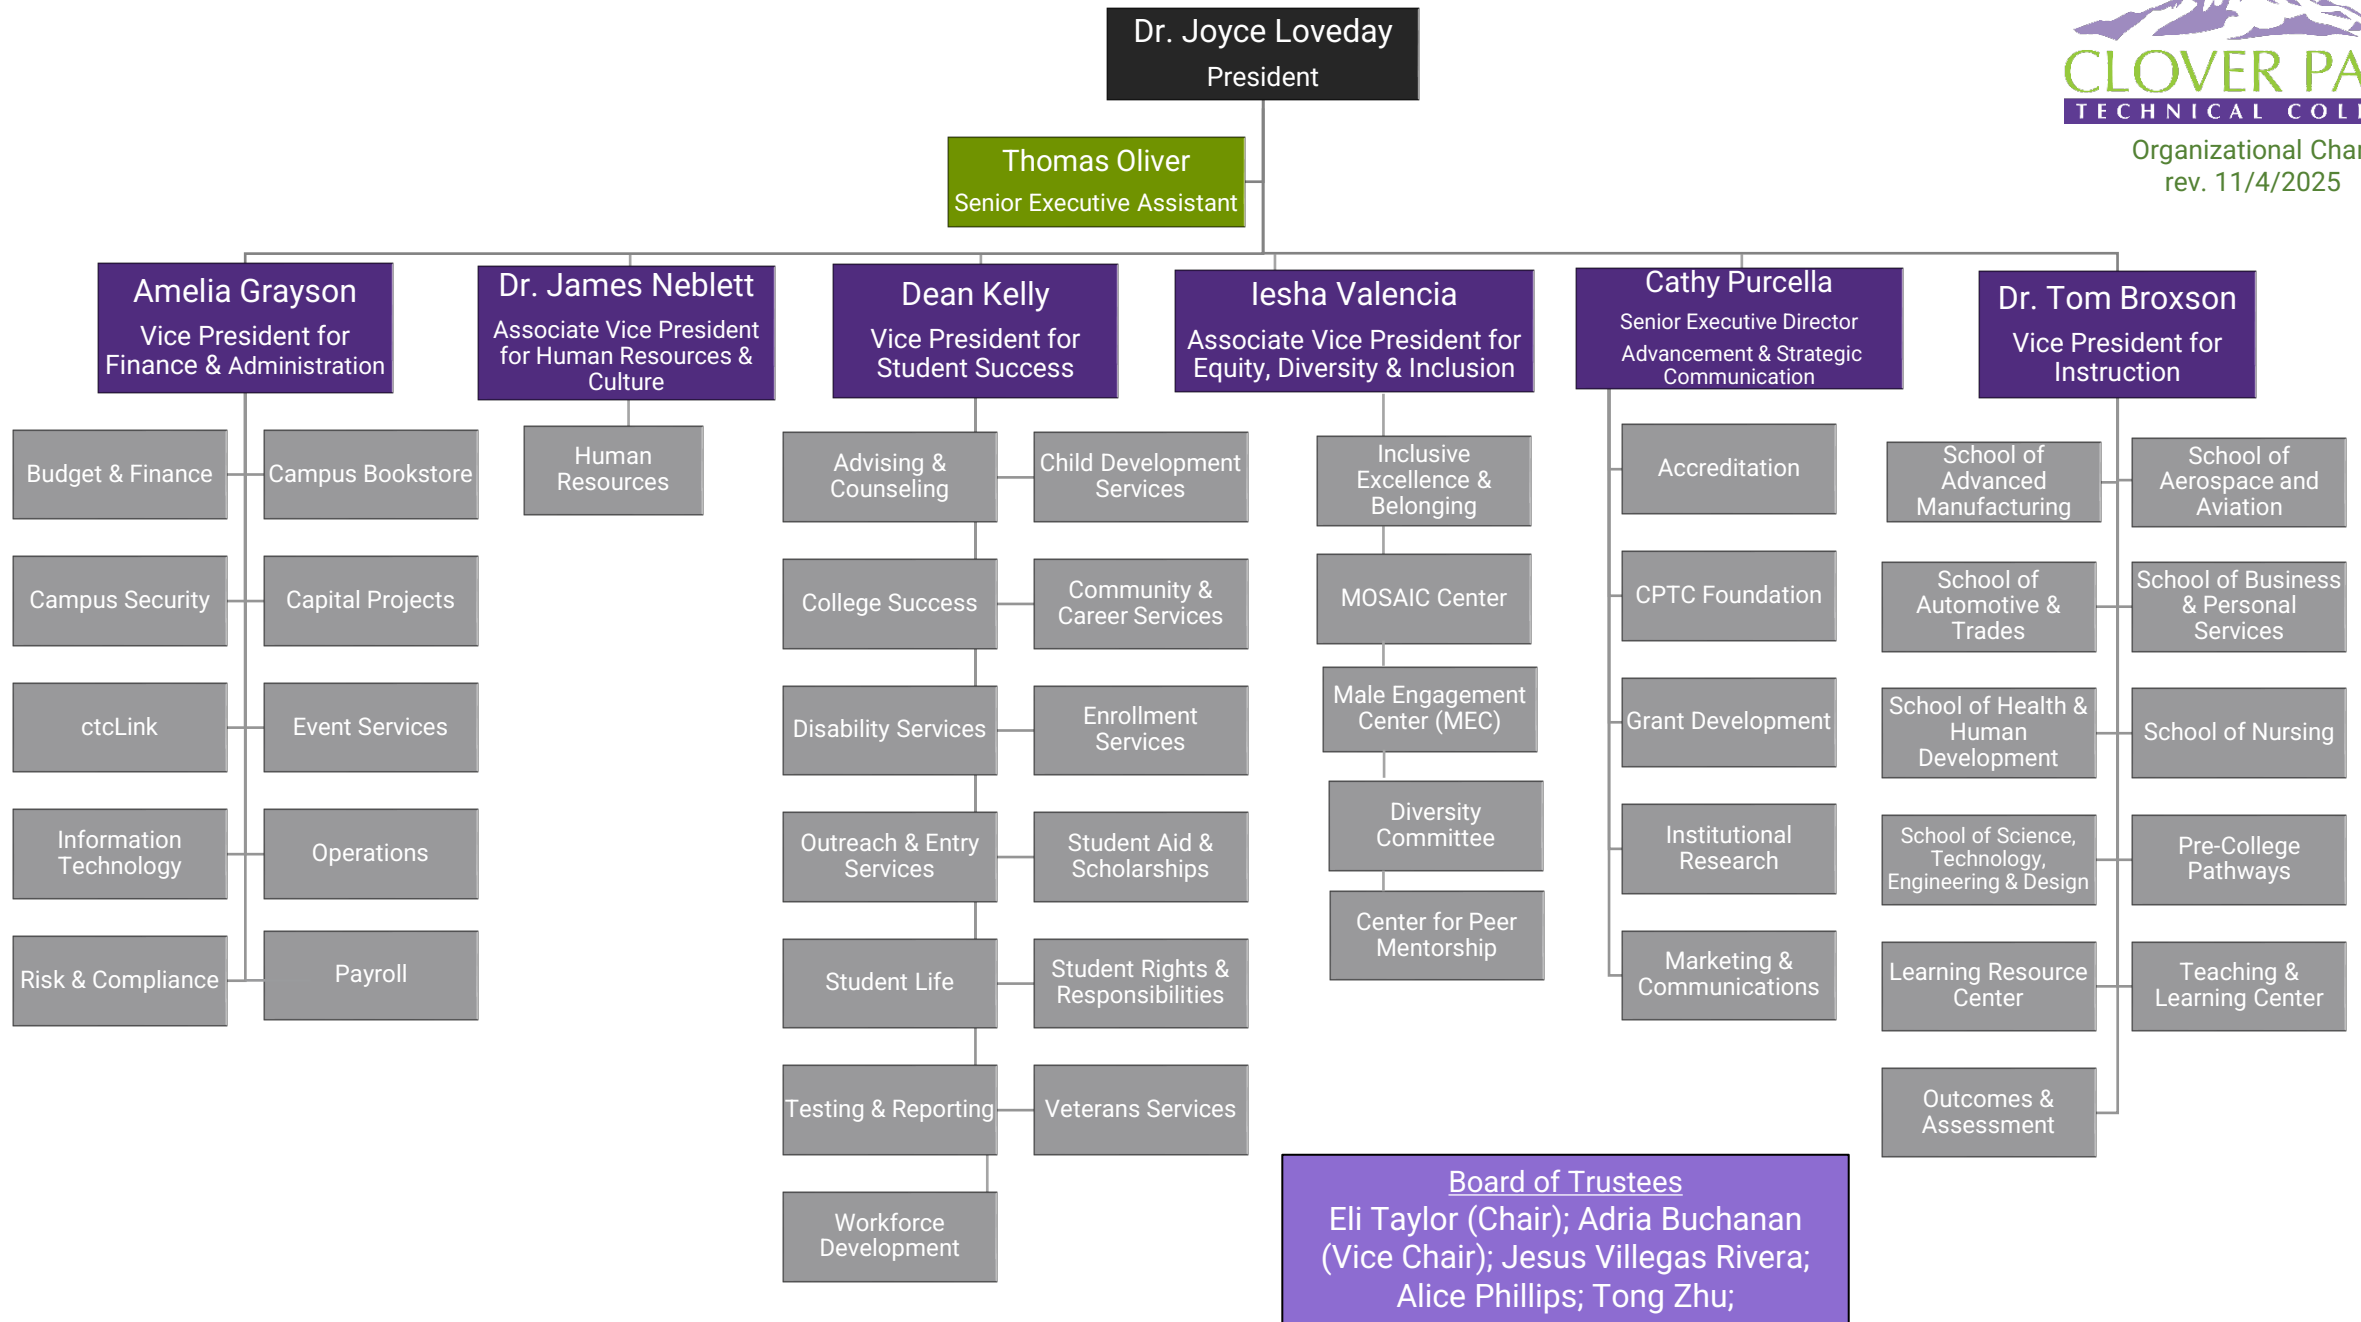 Dr. Joyce Loveday
President
CLOVER
TECHNICAL
Organizational
rev. 11/4/2025
Thomas Oliver
Senior Executive Assistant
Amelia Grayson
Vice President for
Finance & Administration
Dr. James Neblett
Associate Vice President
for Human Resources &
Culture
Dean Kelly
Vice President for
Student Success
Iesha Valencia
Associate Vice President for
Equity, Diversity & Inclusion
Cathy Purcella
Senior Executive Director
Advancement & Strategic
Communication
Dr. Tom Broxson
Vice President for
Instruction
Budget & Finance
Campus Bookstore
Campus Security
Capital Projects
ctcLink
Event Services
Information
Technology
Operations
Risk & Compliance
Payroll
Human
Resources
Advising &
Counseling
Child Development
Services
College Success
Community &
Career Services
Disability Services
Enrollment
Services
Outreach & Entry
Services
Student Aid &
Scholarships
Student Life
Student Rights &
Responsibilities
Testing & Reporting
Veterans Services
Workforce
Development
Inclusive
Excellence &
Belonging
MOSAIC Center
Male Engagement
Center (MEC)
Diversity
Committee
Center for Peer
Mentorship
Accreditation
CPTC Foundation
Grant Development
Institutional
Research
Marketing &
Communications
School of
Advanced
Manufacturing
School of
Aerospace and
Aviation
School of
Automotive &
Trades
School of Business
& Personal
Services
School of Health &
Human
Development
School of Nursing
School of Science,
Technology,
Engineering & Design
Pre-College
Pathways
Learning Resource
Center
Teaching &
Learning Center
Outcomes &
Assessment
Board of Trustees
Eli Taylor (Chair); Adria Buchanan
(Vice Chair); Jesus Villegas Rivera;
Alice Phillips; Tong Zhu;